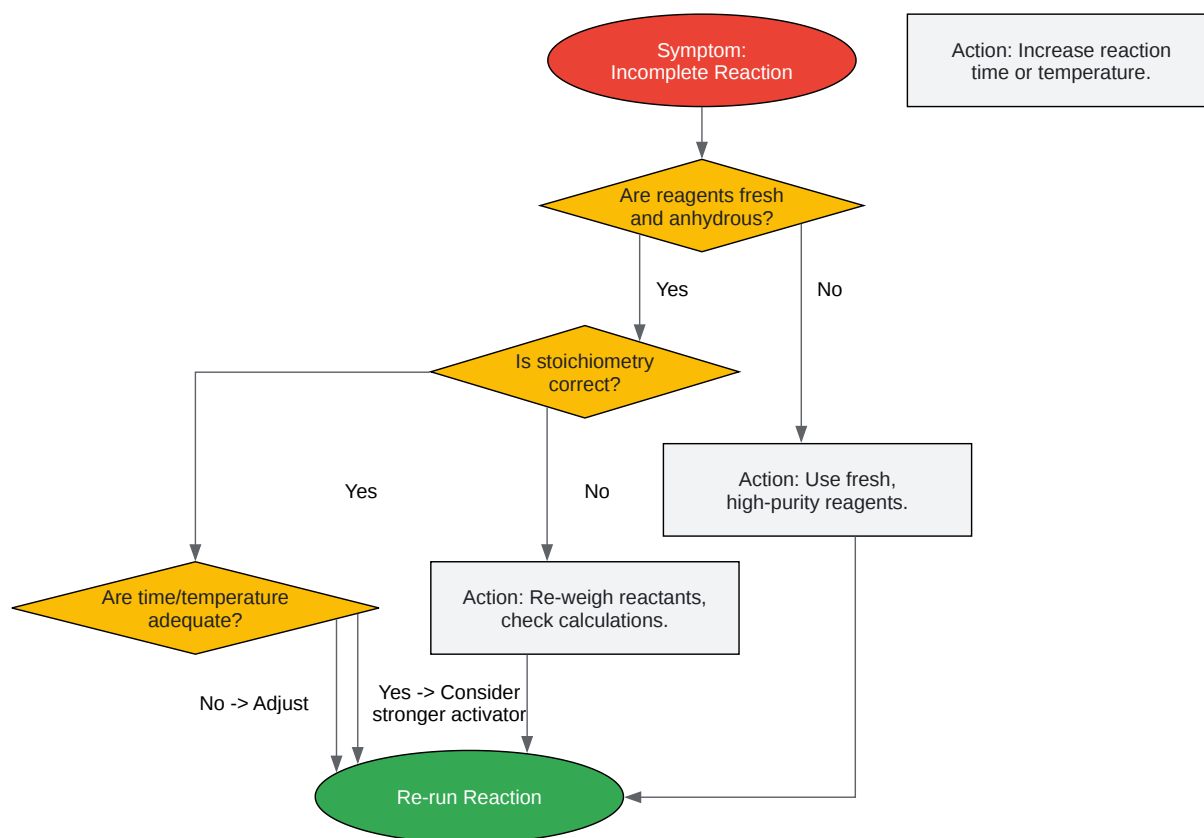 Symptom:
Incomplete Reaction
Action: Increase reaction
time or temperature.
Are reagents fresh
and anhydrous?
Yes
No
Is stoichiometry
correct?
Action: Use fresh,
high-purity reagents.
Yes
No
Are time/temperature
adequate?
Action: Re-weigh reactants,
check calculations.
No -> Adjust
Yes -> Consider
stronger activator
Re-run Reaction